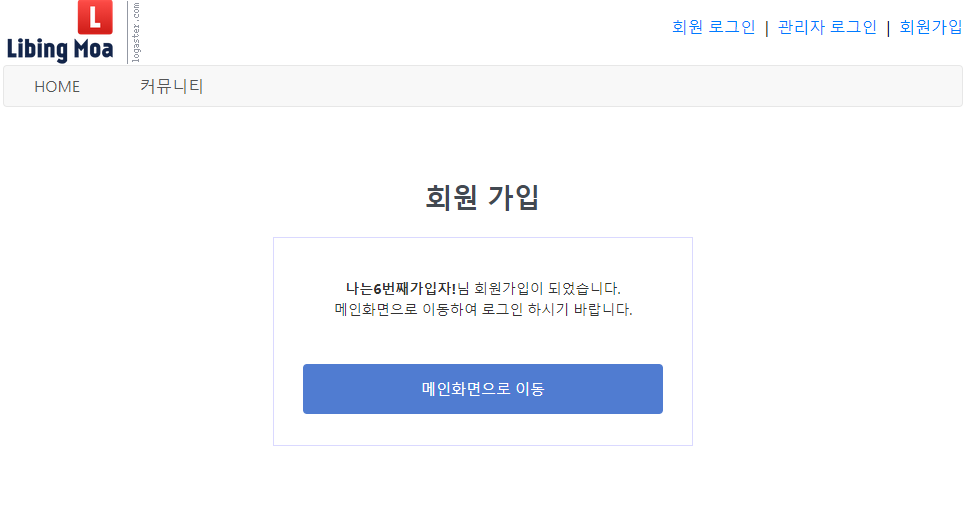 L
Libing Moa
logaster.com
회원 로그인 | 관리자 로그인 | 회원가입
HOME 커뮤니티
회원 가입
나는6번째가입자!님 회원가입이 되었습니다.
메인화면으로 이동하여 로그인 하시기 바랍니다.
메인화면으로 이동